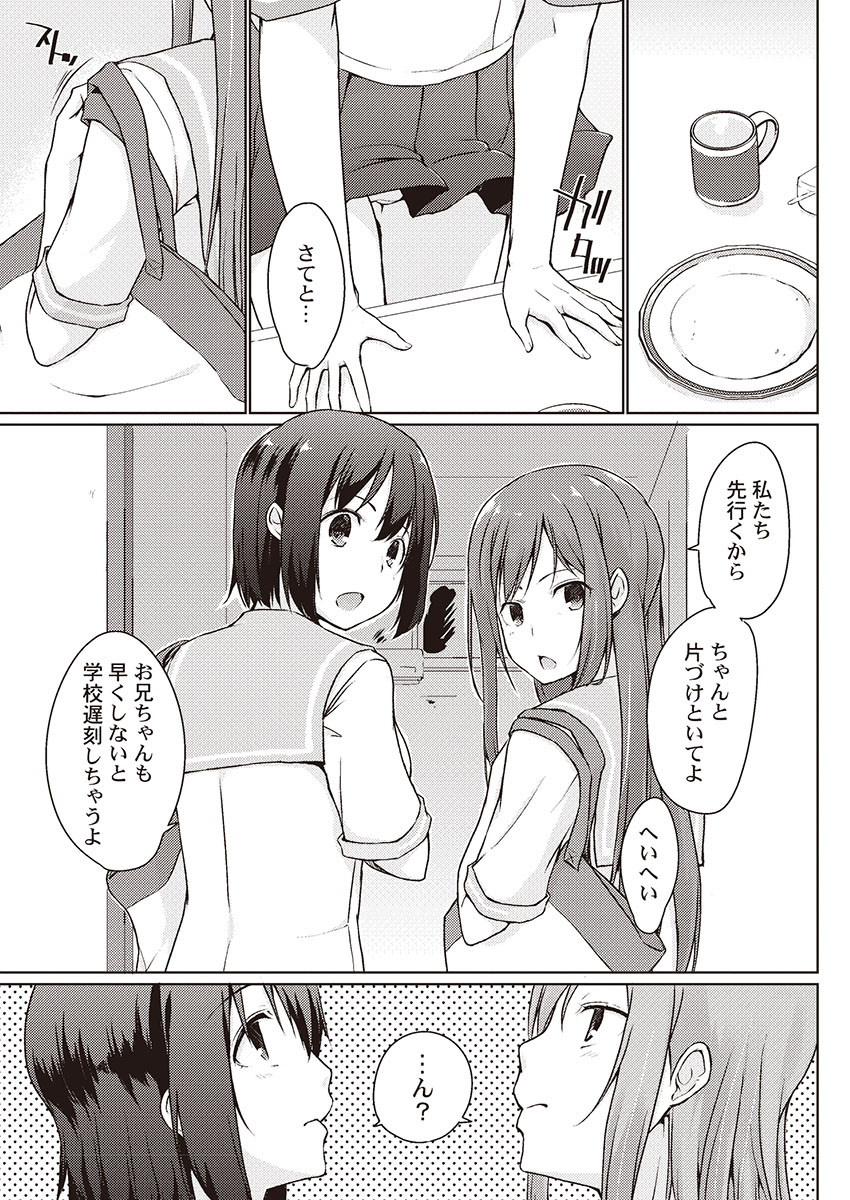 ガタッ
さてと…
ストッ
私たち
先行くから
ちゃんと
片づけといてよ
へいへい
お兄ちゃんも
早くしないと
学校遅刻しちゃうよ
…ん?